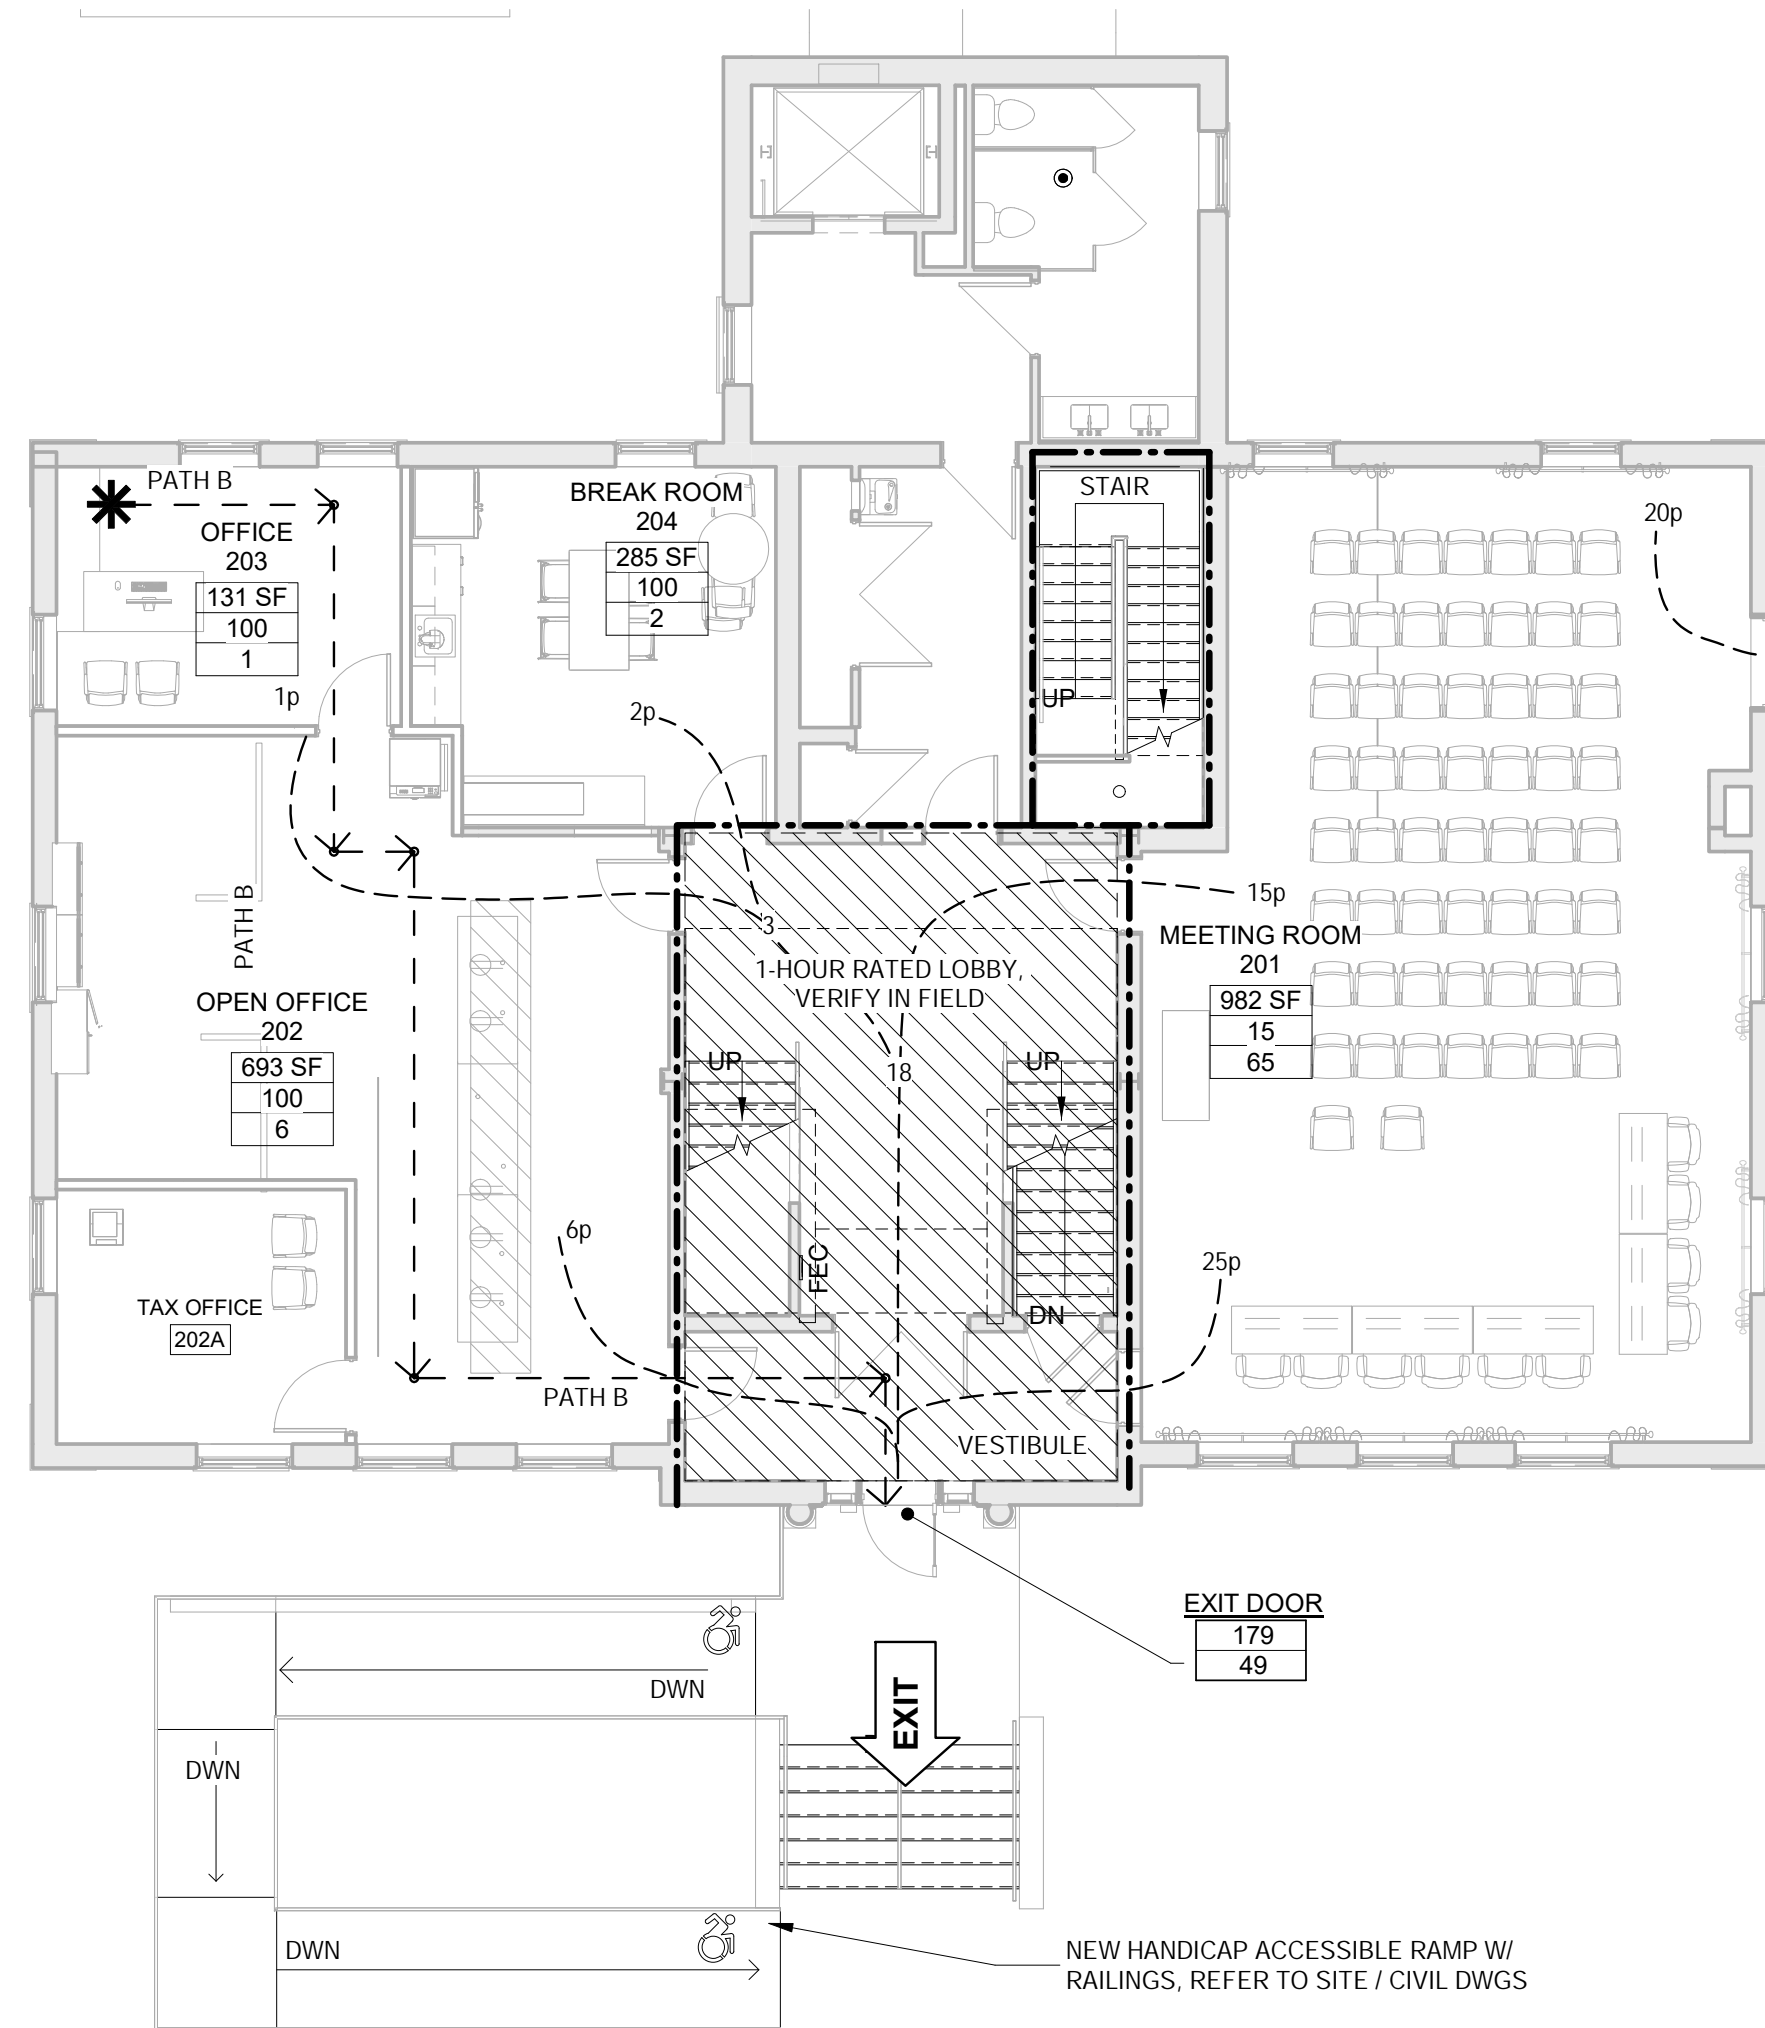 PATH B
OFFICE
203
131 SF
100
1
1p
BREAK ROOM
204
285 SF
100
2
2p
STAIR
UP
20p
15p
3
MEETING ROOM
201
982 SF
15
65
1-HOUR RATED LOBBY,
VERIFY IN FIELD
18
UP
UP
PATH B
OPEN OFFICE
202
693 SF
100
6
6p
25p
FEC
DN
TAX OFFICE
202A
PATH B
VESTIBULE
EXIT DOOR
179
49
DWN
EXIT
DWN
DWN
NEW HANDICAP ACCESSIBLE RAMP W/
RAILINGS, REFER TO SITE / CIVIL DWGS